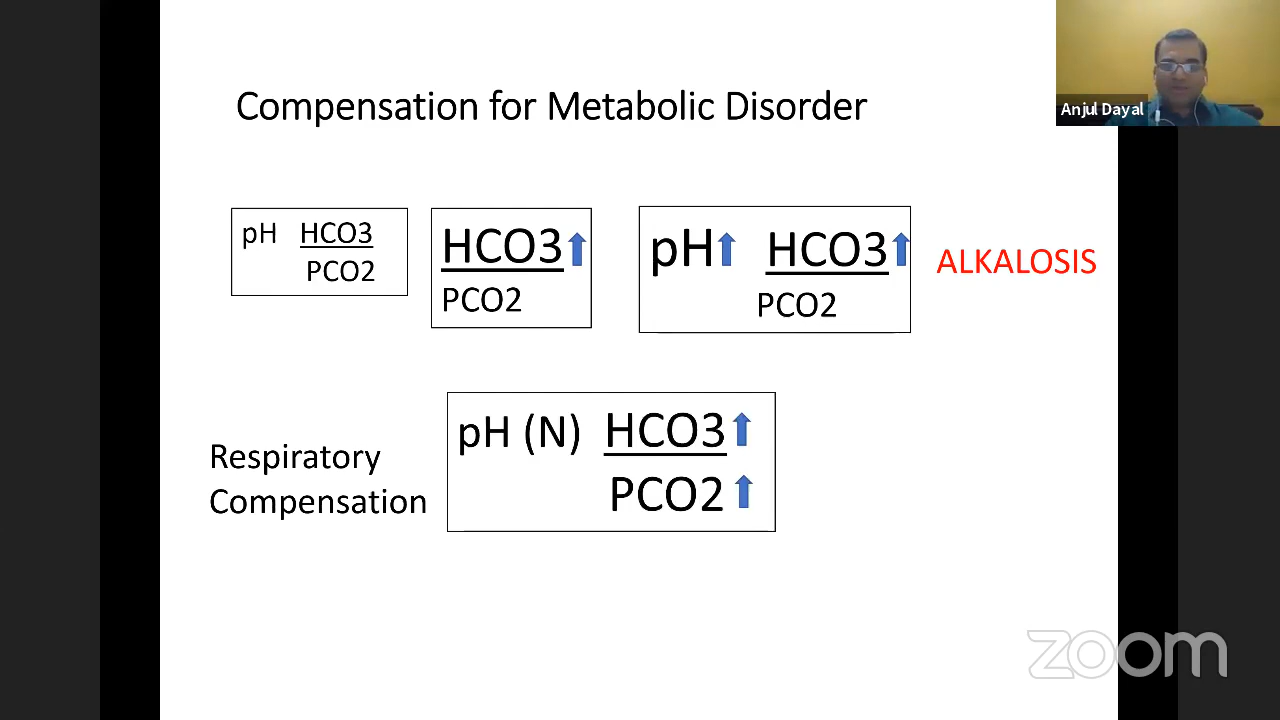 Compensation for Metabolic Disorder
Anjul Dayal
pH HCO3
PCO2
HCO3
PCO2
pH HCO3
PCO2
ALKALOSIS
Respiratory
Compensation
pH (N) HCO3
PCO2
zoom